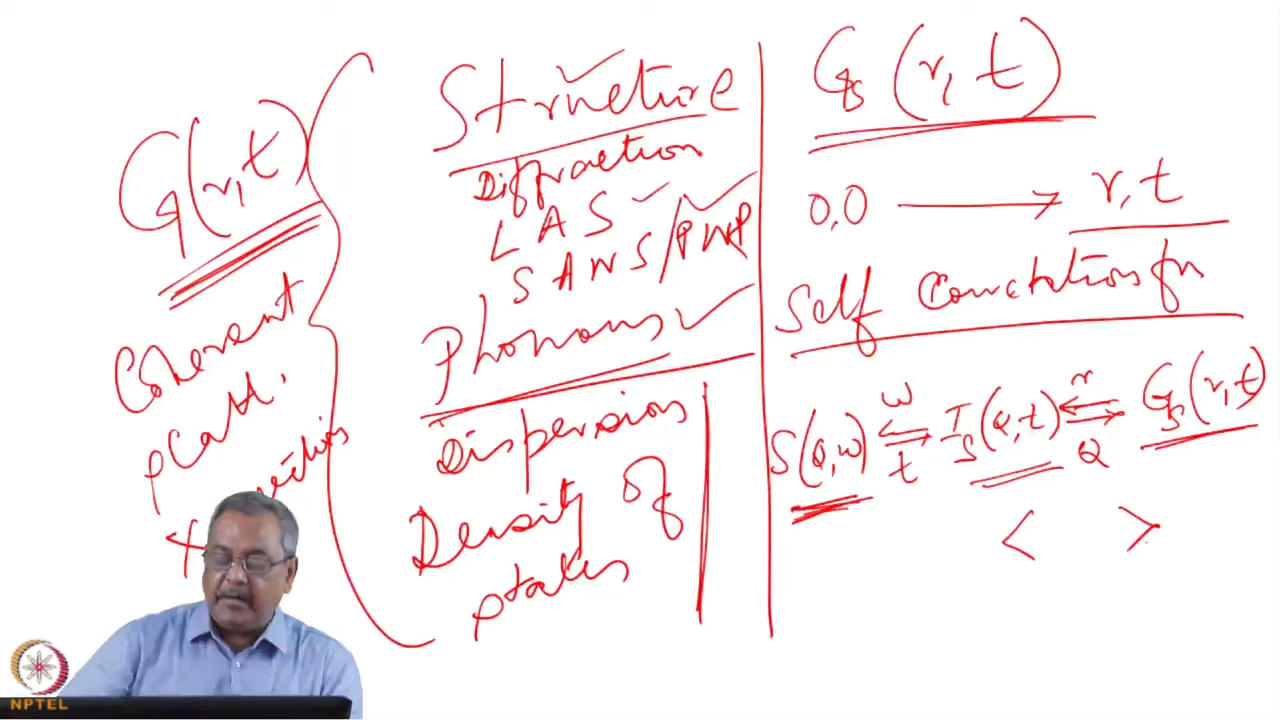 G(r,t)
Coherent
scatt.
x
Structure
Diffraction
LAS
SANS/PNR
Phonons
Dispersion
Density of
states
Gs(r,t)
0,0 → r,t
Self Correlation fn
S(Q,ω) ω ⇌ t Is(Q,t) r ⇌ Q Gs(r,t)
< >
NPTEL